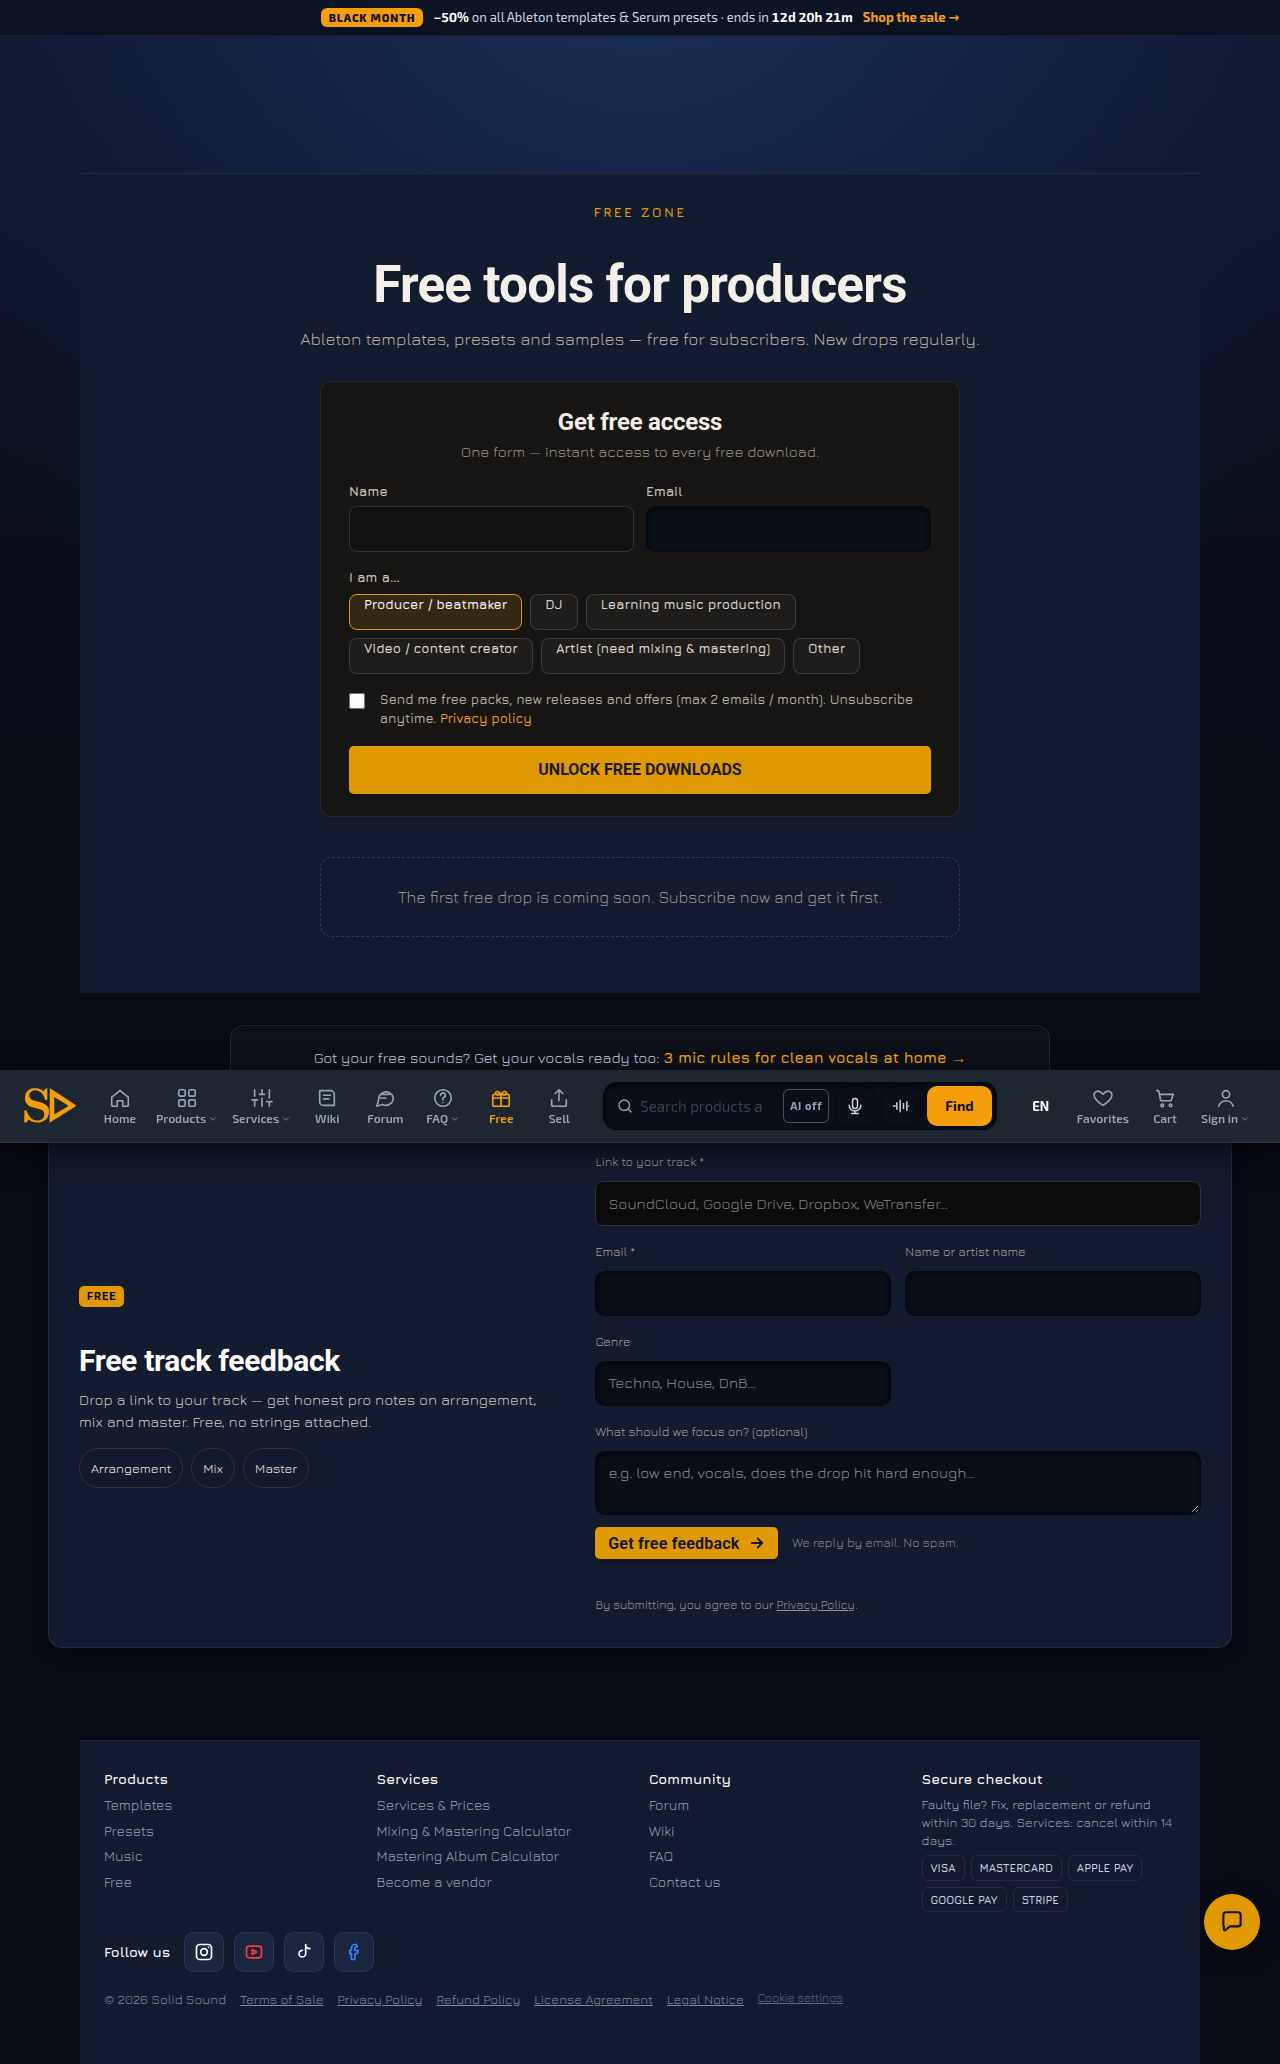 BLACK MONTH −50% on all Ableton templates & Serum presets · ends in 12d 20h 21m Shop the sale →
FREE ZONE
Free tools for producers
Ableton templates, presets and samples — free for subscribers. New drops regularly.
Get free access
One form — instant access to every free download.
Name Email
I am a...
Producer / beatmaker DJ Learning music production
Video / content creator Artist (need mixing & mastering) Other
Send me free packs, new releases and offers (max 2 emails / month). Unsubscribe
anytime. Privacy policy
UNLOCK FREE DOWNLOADS
The first free drop is coming soon. Subscribe now and get it first.
Got your free sounds? Get your vocals ready too: 3 mic rules for clean vocals at home →
SD Home Products Services Wiki Forum FAQ Free Sell Search products a AI off Find EN Favorites Cart Sign in
Link to your track *
SoundCloud, Google Drive, Dropbox, WeTransfer...
Email * Name or artist name
FREE
Genre
Free track feedback
Techno, House, DnB...
Drop a link to your track — get honest pro notes on arrangement,
mix and master. Free, no strings attached.
What should we focus on? (optional)
Arrangement Mix Master
e.g. low end, vocals, does the drop hit hard enough...
Get free feedback → We reply by email. No spam.
By submitting, you agree to our Privacy Policy.
Products Services Community Secure checkout
Templates Services & Prices Forum Faulty file? Fix, replacement or refund
Presets Mixing & Mastering Calculator Wiki within 30 days. Services: cancel within 14
Music Mastering Album Calculator FAQ days.
Free Become a vendor Contact us VISA MASTERCARD APPLE PAY
GOOGLE PAY STRIPE
Follow us
© 2026 Solid Sound Terms of Sale Privacy Policy Refund Policy License Agreement Legal Notice Cookie settings